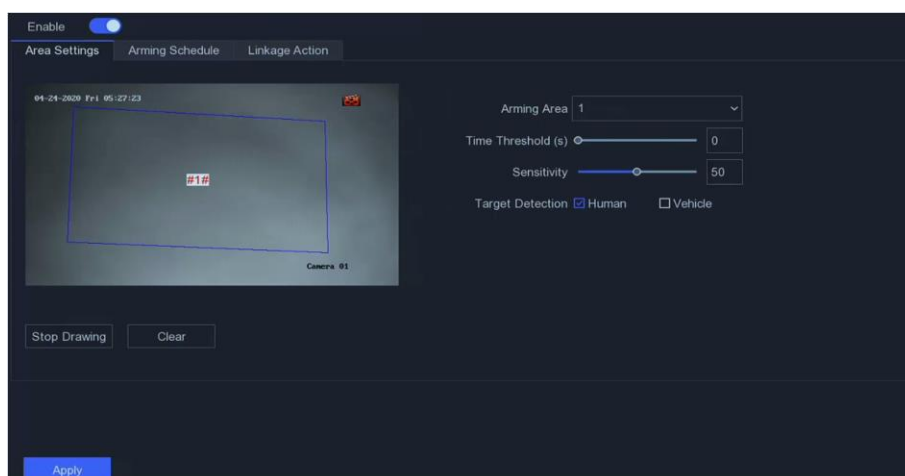 Enable
Area Settings Arming Schedule Linkage Action
04-24-2020 Fri 05:27:23
#1#
Camera 01
Arming Area 1
Time Threshold (s) 0
Sensitivity 50
Target Detection Human Vehicle
Stop Drawing Clear
Apply